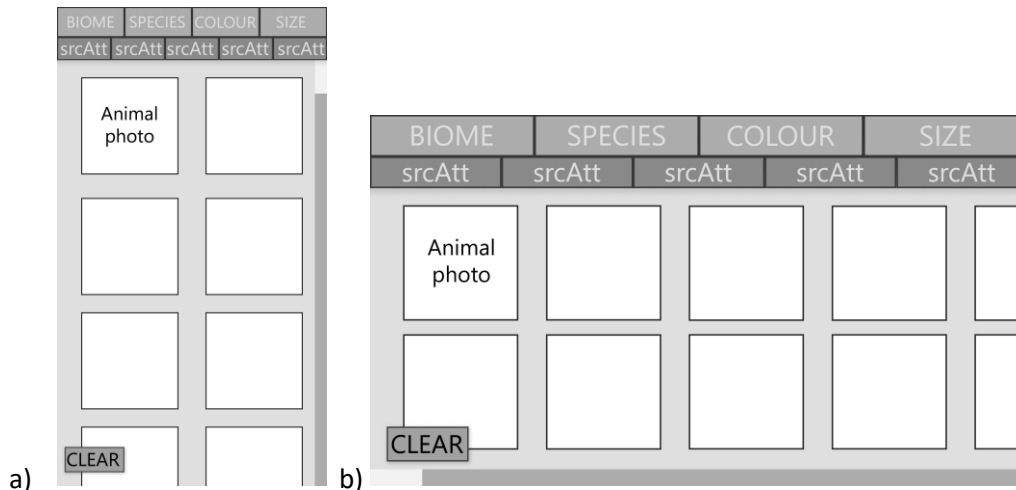 BIOME SPECIES COLOUR SIZE
srcAtt srcAtt srcAtt srcAtt srcAtt
Animal
photo
CLEAR
a)
BIOME SPECIES COLOUR SIZE
srcAtt srcAtt srcAtt srcAtt srcAtt
Animal
photo
CLEAR
b)